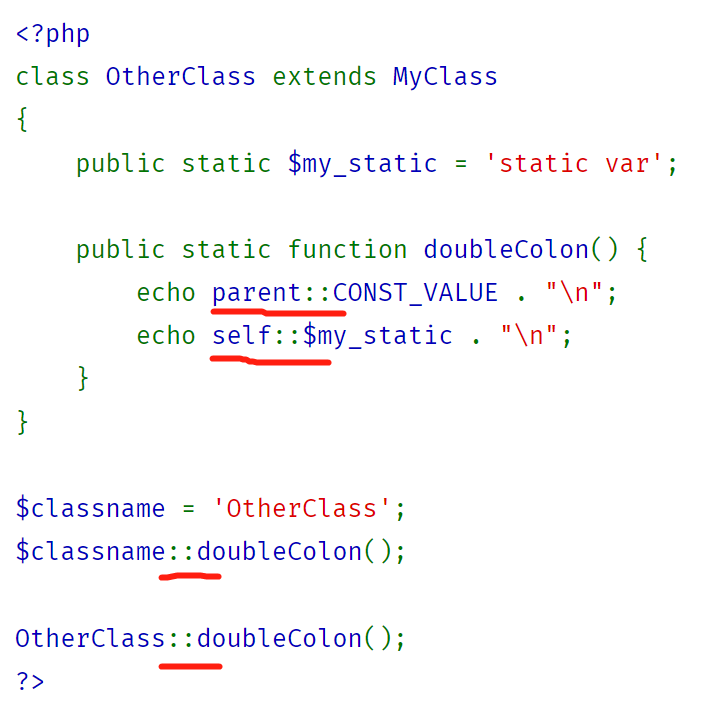 <?php
class OtherClass extends MyClass
{
    public static $my_static = 'static var';
    public static function doubleColon() {
        echo parent::CONST_VALUE . "\n";
        echo self::$my_static . "\n";
    }
}
$classname = 'OtherClass';
$classname::doubleColon();
OtherClass::doubleColon();
?>